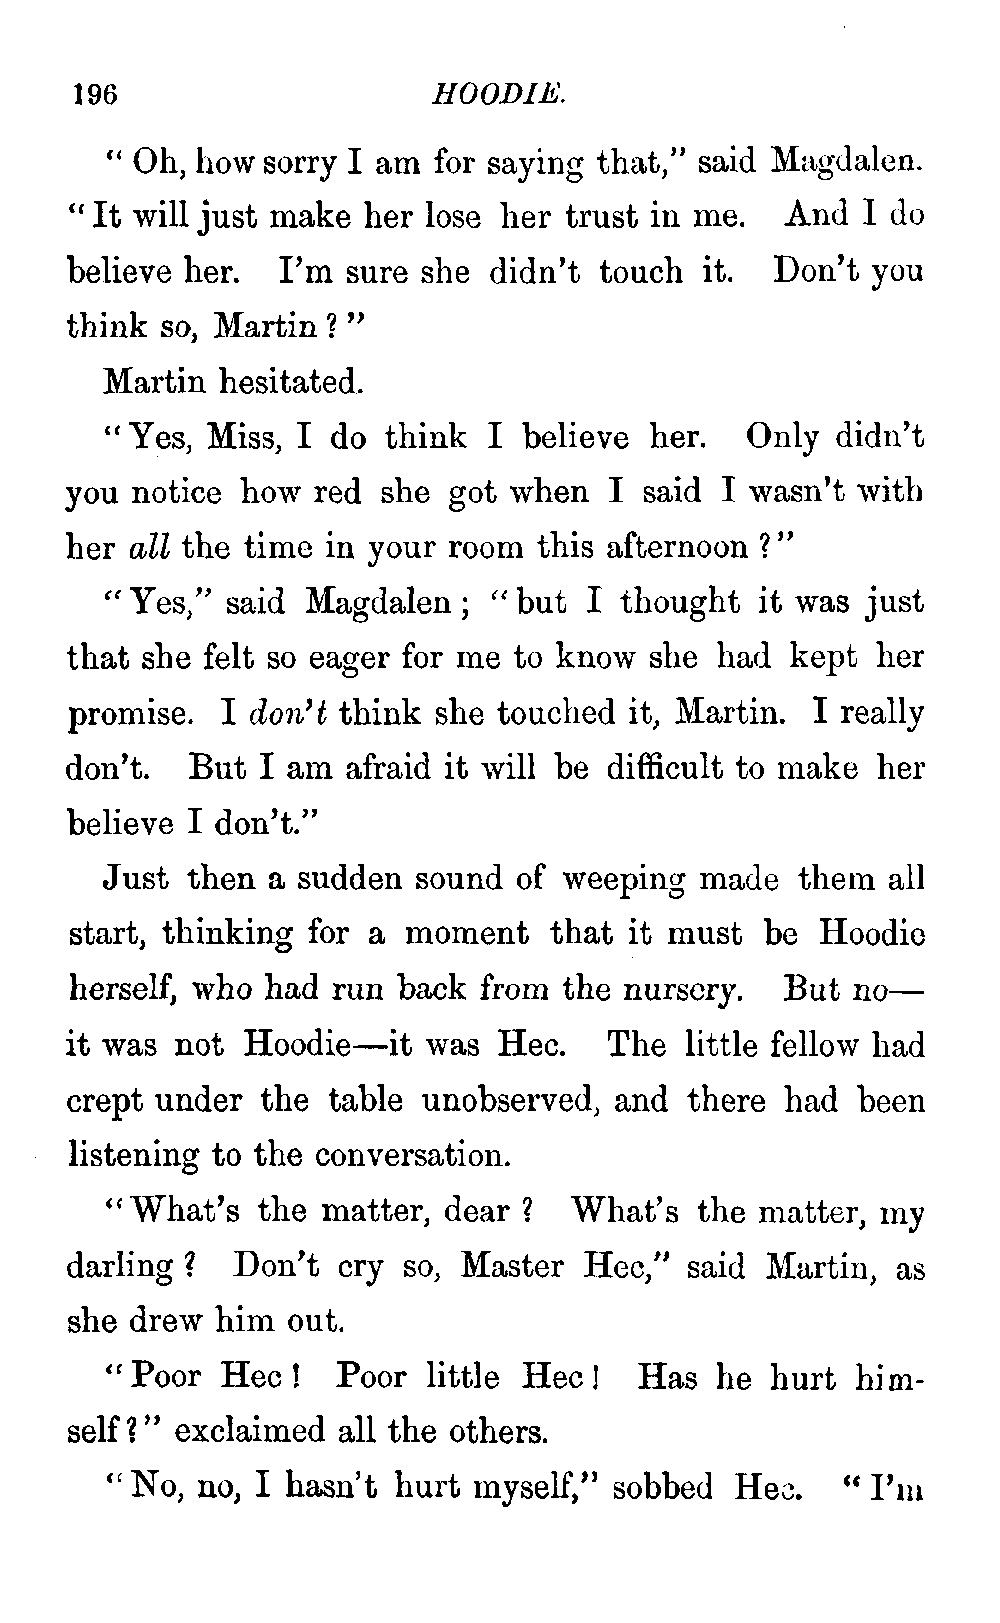 196 HOODIE.
“ Oh, how sorry I am for saying that,” said Magdalen.
“ It will just make her lose her trust in me. And I do
believe her. I’m sure she didn’t touch it. Don’t you
think so, Martin ? ”
Martin hesitated.
“ Yes, Miss, I do think I believe her. Only didn’t
you notice how red she got when I said I wasn’t with
her all the time in your room this afternoon ? ”
“ Yes,” said Magdalen ; “ but I thought it was just
that she felt so eager for me to know she had kept her
promise. I don’t think she touched it, Martin. I really
don’t. But I am afraid it will be difficult to make her
believe I don’t.”
Just then a sudden sound of weeping made them all
start, thinking for a moment that it must be Hoodie
herself, who had run back from the nursery. But no—
it was not Hoodie—it was Hec. The little fellow had
crept under the table unobserved, and there had been
listening to the conversation.
“ What’s the matter, dear ? What’s the matter, my
darling ? Don’t cry so, Master Hec,” said Martin, as
she drew him out.
“ Poor Hec ! Poor little Hec ! Has he hurt him-
self ? ” exclaimed all the others.
“ No, no, I hasn’t hurt myself,” sobbed Hec. “ I’m